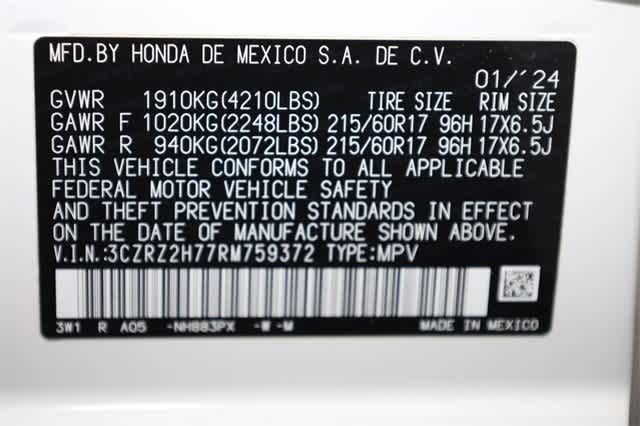 MFD.BY HONDA DE MEXICO S.A. DE C.V.
01/'24
GVWR 1910KG(4210LBS) TIRE SIZE RIM SIZE
GAWR F 1020KG(2248LBS) 215/60R17 96H 17X6.5J
GAWR R 940KG(2072LBS) 215/60R17 96H 17X6.5J
THIS VEHICLE CONFORMS TO ALL APPLICABLE
FEDERAL MOTOR VEHICLE SAFETY
AND THEFT PREVENTION STANDARDS IN EFFECT
ON THE DATE OF MANUFACTURE SHOWN ABOVE.
V.I.N.:3CZRZ2H77RM759372 TYPE:MPV
3W1 R A05 -NH883PX -W -M MADE IN MEXICO